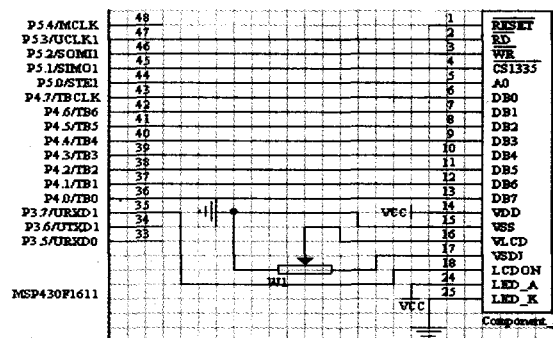 P5.4/MCLK 48 1 RESET
P5.3/UCLK1 47 2 RD
P5.2/SOMI1 46 3 WR
P5.1/SIMO1 45 4 CS1335
P5.0/STE1 44 5 A0
P4.7/TBCLK 43 6 DB0
P4.6/TB6 42 7 DB1
P4.5/TB5 41 8 DB2
P4.4/TB4 40 9 DB3
P4.3/TB3 39 10 DB4
P4.2/TB2 38 11 DB5
P4.1/TB1 37 12 DB6
P4.0/TB0 36 13 DB7
P3.7/URXD1 35 VCC 14 VDD
P3.6/UTXD1 34 15 VSS
P3.5/URXD0 33 16 VLCD
17 VSDJ
18 LCDON
W1 24 LED_A
MSP430F1611 VCC 25 LED_K
Component_